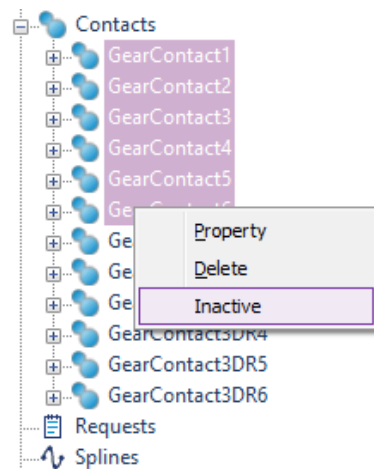 Contacts
GearContact1
GearContact2
GearContact3
GearContact4
GearContact5
Property
Delete
Inactive
GearContact3DR4
GearContact3DR5
GearContact3DR6
Requests
Splines